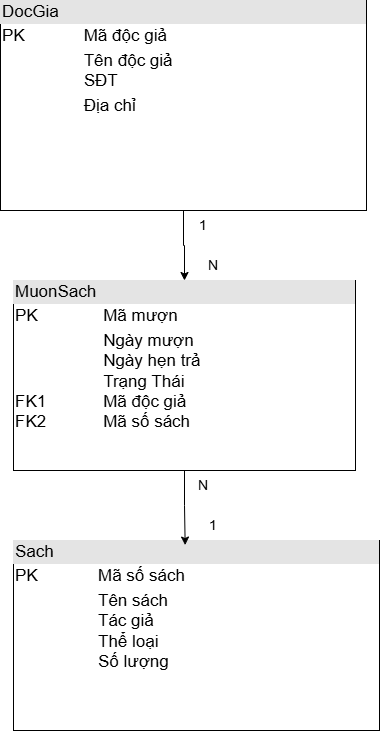 DocGia
PK Mã độc giả
Tên độc giả
SĐT
Địa chỉ
1
N
MuonSach
PK Mã mượn
Ngày mượn
Ngày hẹn trả
Trạng Thái
FK1 Mã độc giả
FK2 Mã số sách
N
1
Sach
PK Mã số sách
Tên sách
Tác giả
Thể loại
Số lượng